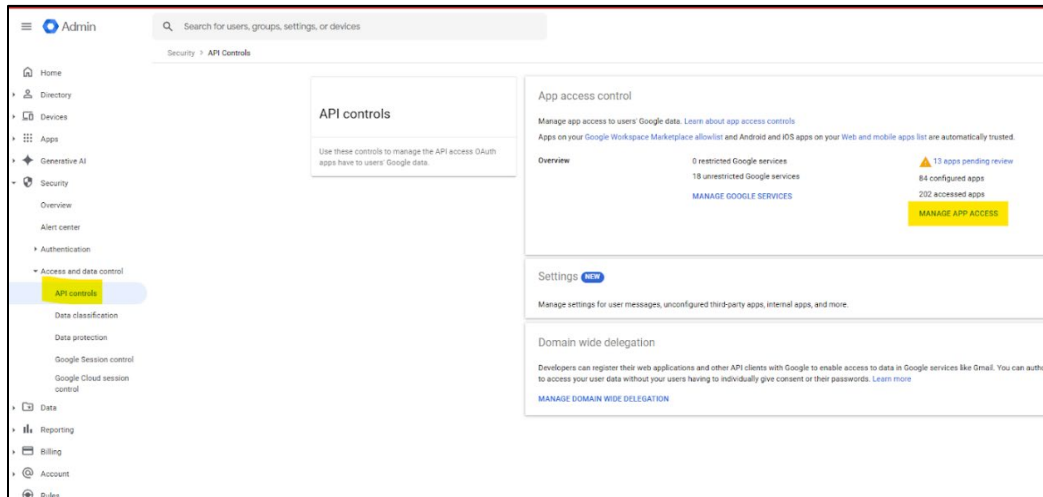 Admin
Search for users, groups, settings, or devices
Security > API Controls
Home
Directory
Devices
Apps
Generative AI
Security
Overview
Alert center
Authentication
Access and data control
API controls
Data classification
Data protection
Google Session control
Google Cloud session
control
Data
Reporting
Billing
Account
Rules
API controls
Use these controls to manage the API access OAuth
apps have to users' Google data.
App access control
Manage app access to users' Google data. Learn about app access controls
Apps on your Google Workspace Marketplace allowlist and Android and iOS apps on your Web and mobile apps list are automatically trusted.
Overview
0 restricted Google services
18 unrestricted Google services
MANAGE GOOGLE SERVICES
13 apps pending review
84 configured apps
202 accessed apps
MANAGE APP ACCESS
Settings NEW
Manage settings for user messages, unconfigured third-party apps, internal apps, and more.
Domain wide delegation
Developers can register their web applications and other API clients with Google to enable access to data in Google services like Gmail. You can autho
to access your user data without your users having to individually give consent or their passwords. Learn more
MANAGE DOMAIN WIDE DELEGATION